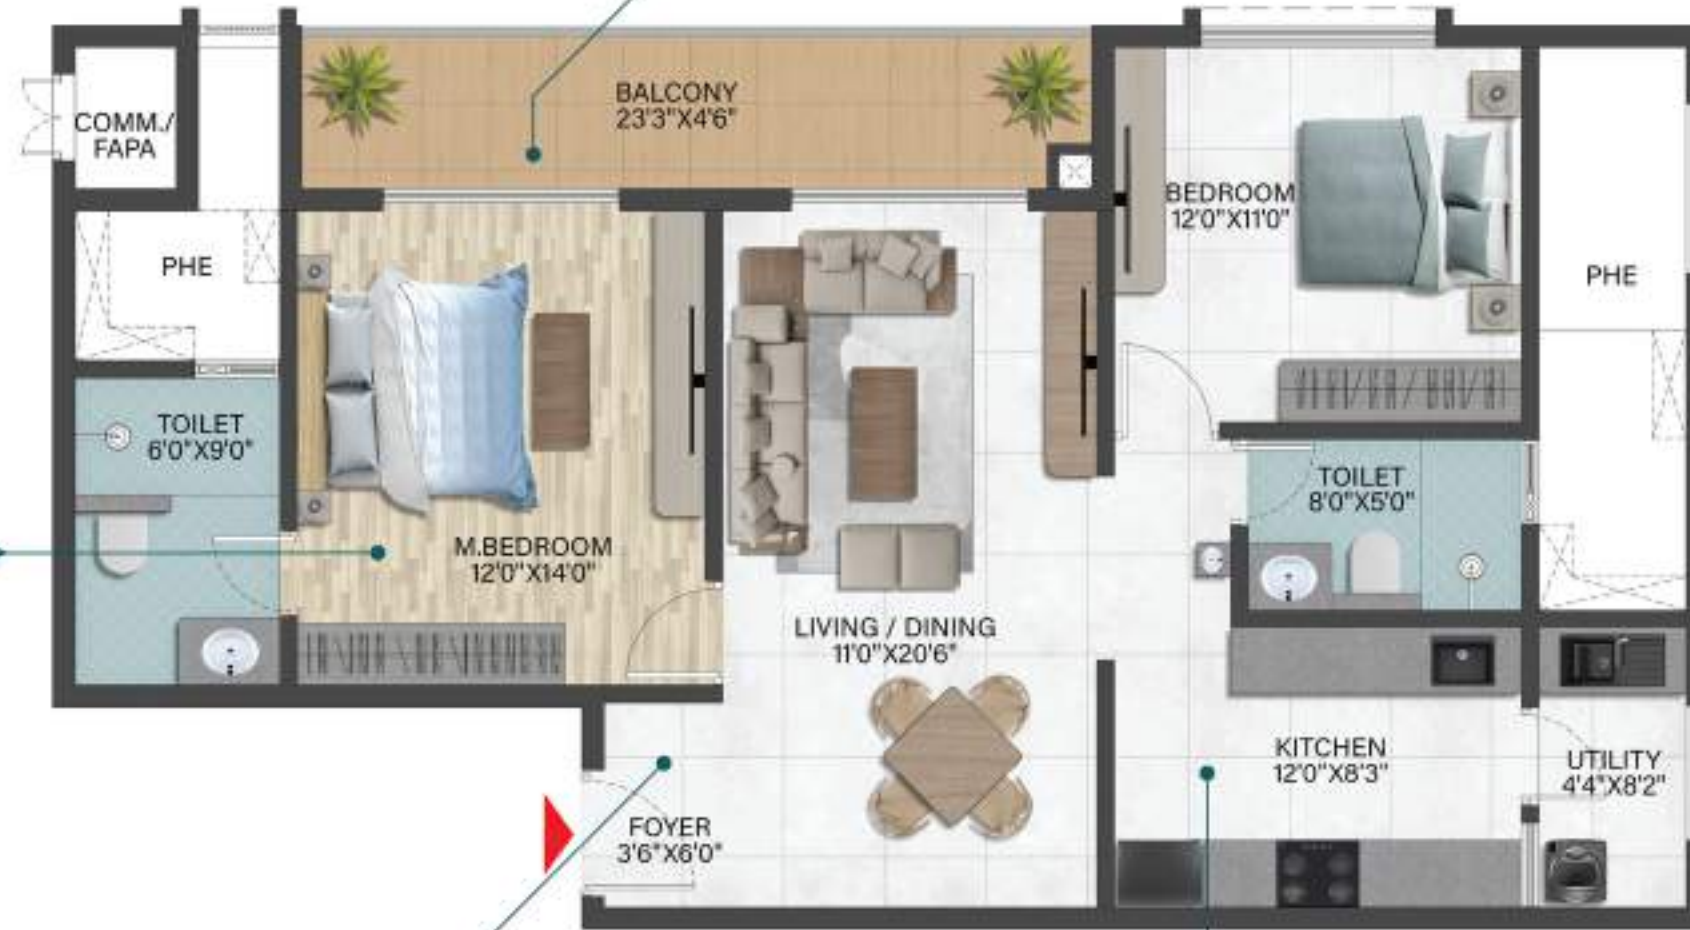 BALCONY
23'3"X4'6"
COMM./
FAPA
BEDROOM
12'0"X11'0"
PHE
PHE
TOILET
6'0"X9'0"
TOILET
8'0"X5'0"
M.BEDROOM
12'0"X14'0"
LIVING / DINING
11'0"X20'6"
KITCHEN
12'0"X8'3"
UTILITY
4'4"X8'2"
FOYER
3'6"X6'0"